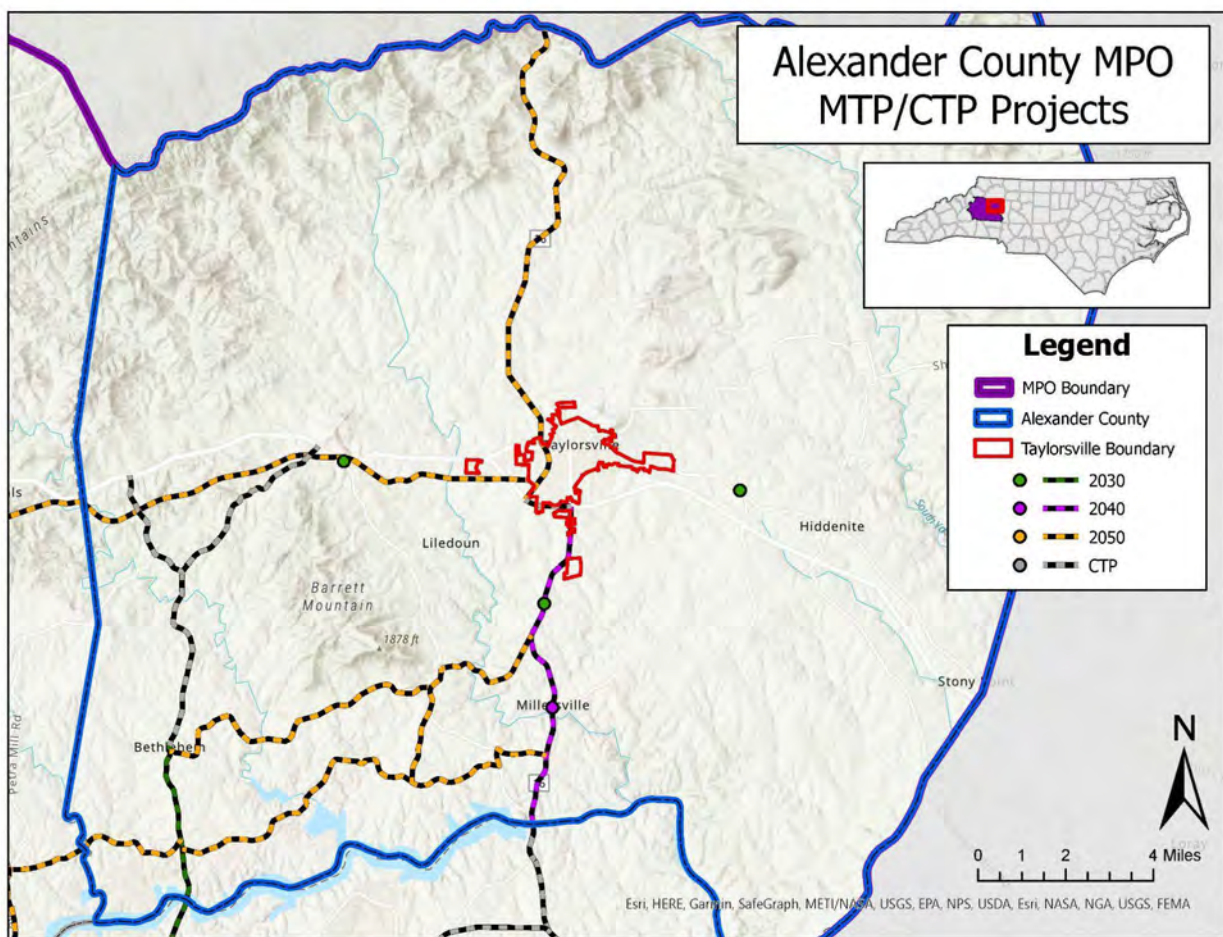 Alexander County MPO
MTP/CTP Projects
Legend
MPO Boundary
Alexander County
Taylorsville Boundary
2030
2040
2050
CTP
Taylorsville
Hiddenite
Liledoun
Barrett
Mountain
1878 ft
Stony Point
Millersville
Bethlehem
Petra Mill Rd
N
0 1 2 4 Miles
Esri, HERE, Garmin, SafeGraph, METI/NASA, USGS, EPA, NPS, USDA, Esri, NASA, NGA, USGS, FEMA